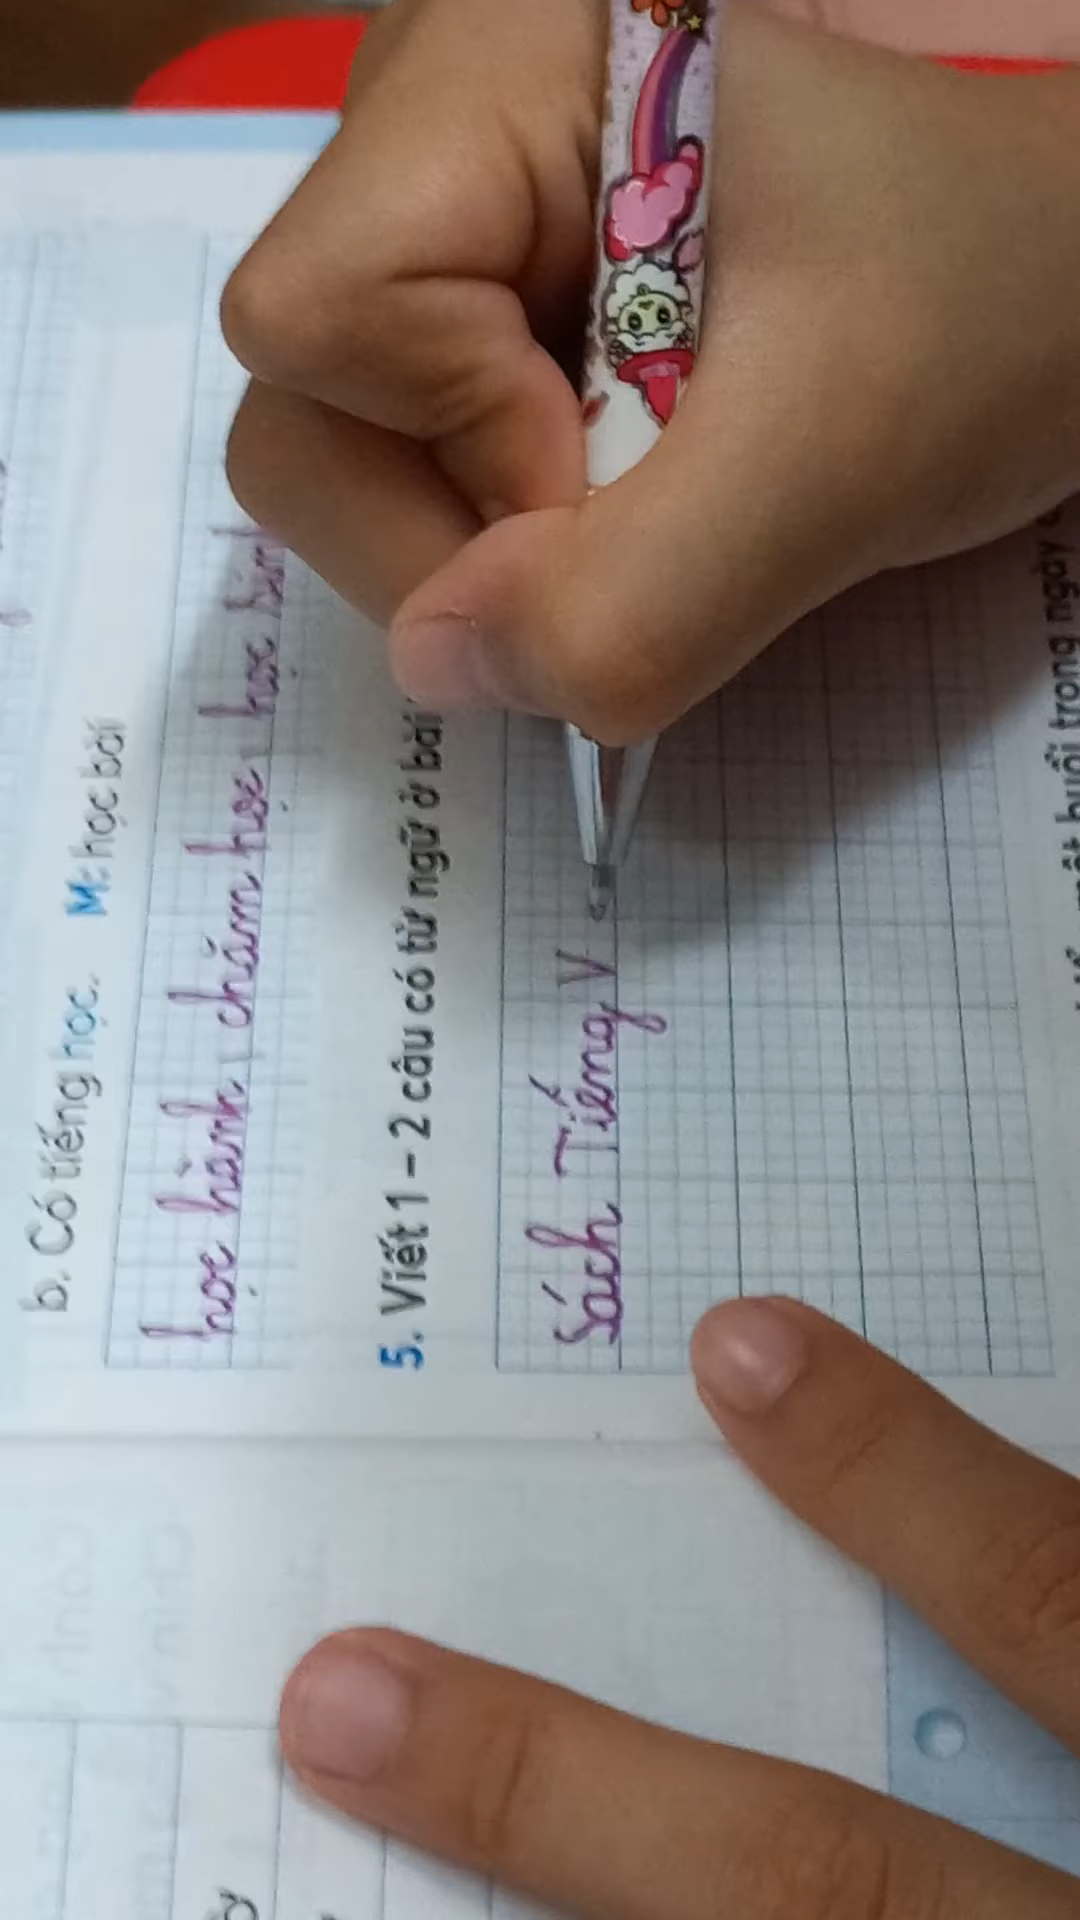 b. Có tiếng học. M: học bài
học hành, chăm học, học
5. Viết 1 – 2 câu có từ ngữ ở bài
Sách Tiếng V
buổi trong ngày